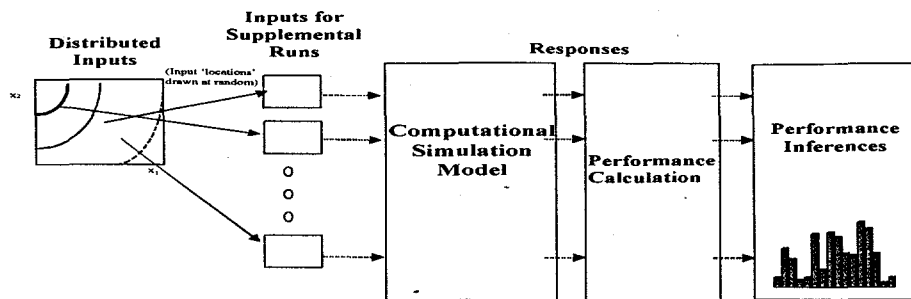 Distributed
Inputs
x₂
x₁
Inputs for
Supplemental
Runs
(Input 'locations'
drawn at random)
Computational
Simulation
Model
Responses
Performance
Calculation
Performance
Inferences